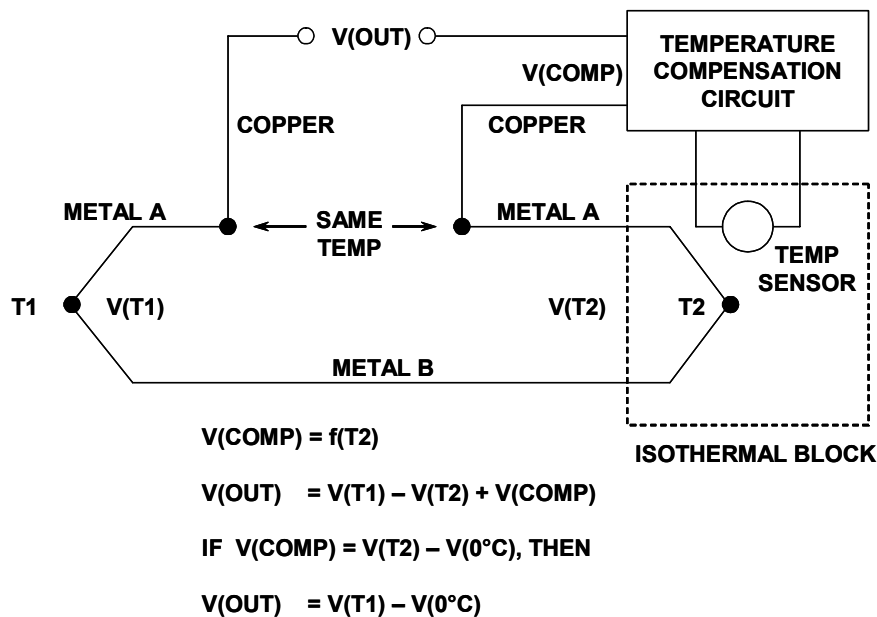 V(OUT)
TEMPERATURE
COMPENSATION
CIRCUIT
V(COMP)
COPPER
COPPER
METAL A
SAME
TEMP
METAL A
TEMP
SENSOR
T1
V(T1)
V(T2)
T2
METAL B
ISOTHERMAL BLOCK
V(COMP) = f(T2)
V(OUT) = V(T1) – V(T2) + V(COMP)
IF V(COMP) = V(T2) – V(0°C), THEN
V(OUT) = V(T1) – V(0°C)